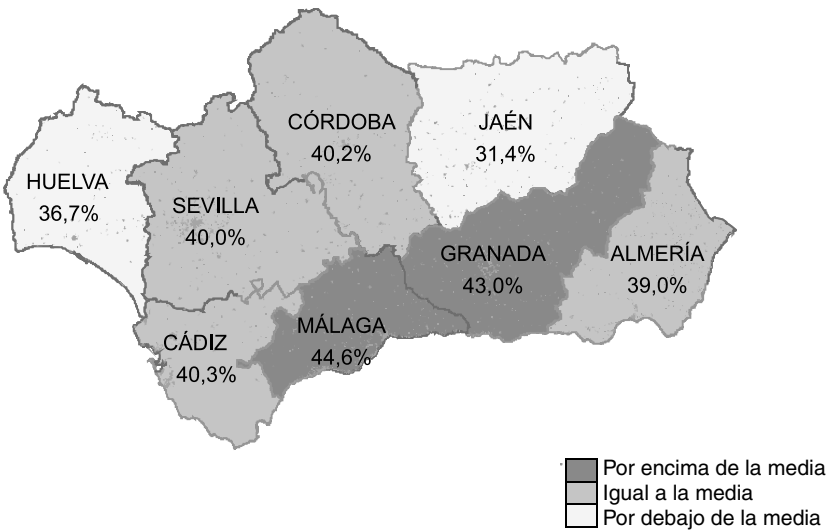 CÓRDOBA
40,2%
JAÉN
31,4%
HUELVA
36,7%
SEVILLA
40,0%
GRANADA
43,0%
ALMERÍA
39,0%
MÁLAGA
44,6%
CÁDIZ
40,3%
Por encima de la media
Igual a la media
Por debajo de la media